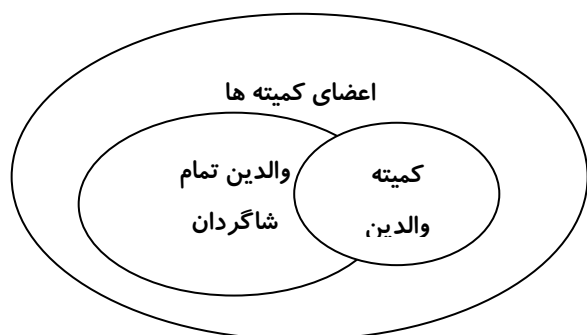 اعضای کمیته ها
والدین تمام
شاگردان
کمیته
والدین